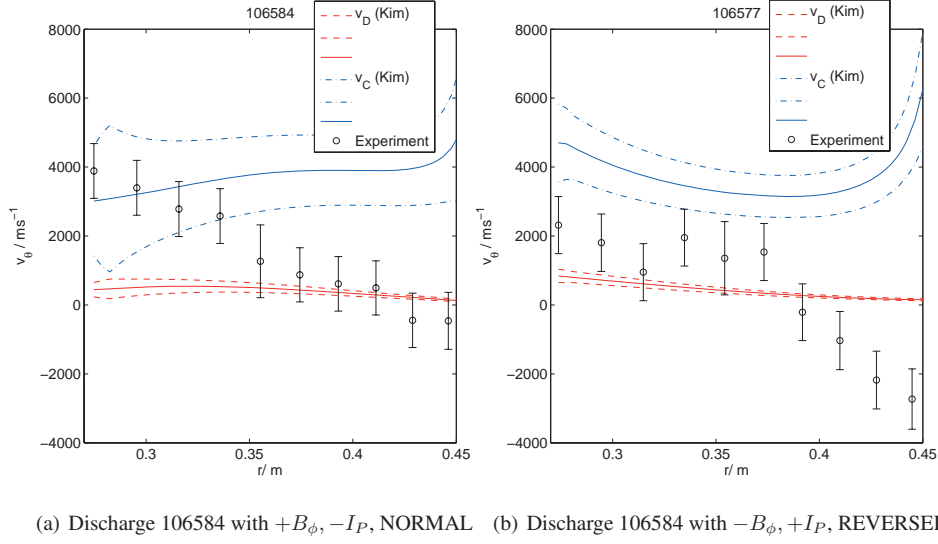 106584
v_D (Kim)
v_C (Kim)
Experiment
8000
6000
4000
2000
0
−2000
−4000
v_θ / ms⁻¹
0.3
0.35
0.4
0.45
r/ m
106577
v_D (Kim)
v_C (Kim)
Experiment
8000
6000
4000
2000
0
−2000
−4000
v_θ / ms⁻¹
0.3
0.35
0.4
0.45
r/ m
(a) Discharge 106584 with +B_ϕ, −I_P, NORMAL
(b) Discharge 106584 with −B_ϕ, +I_P, REVERSE